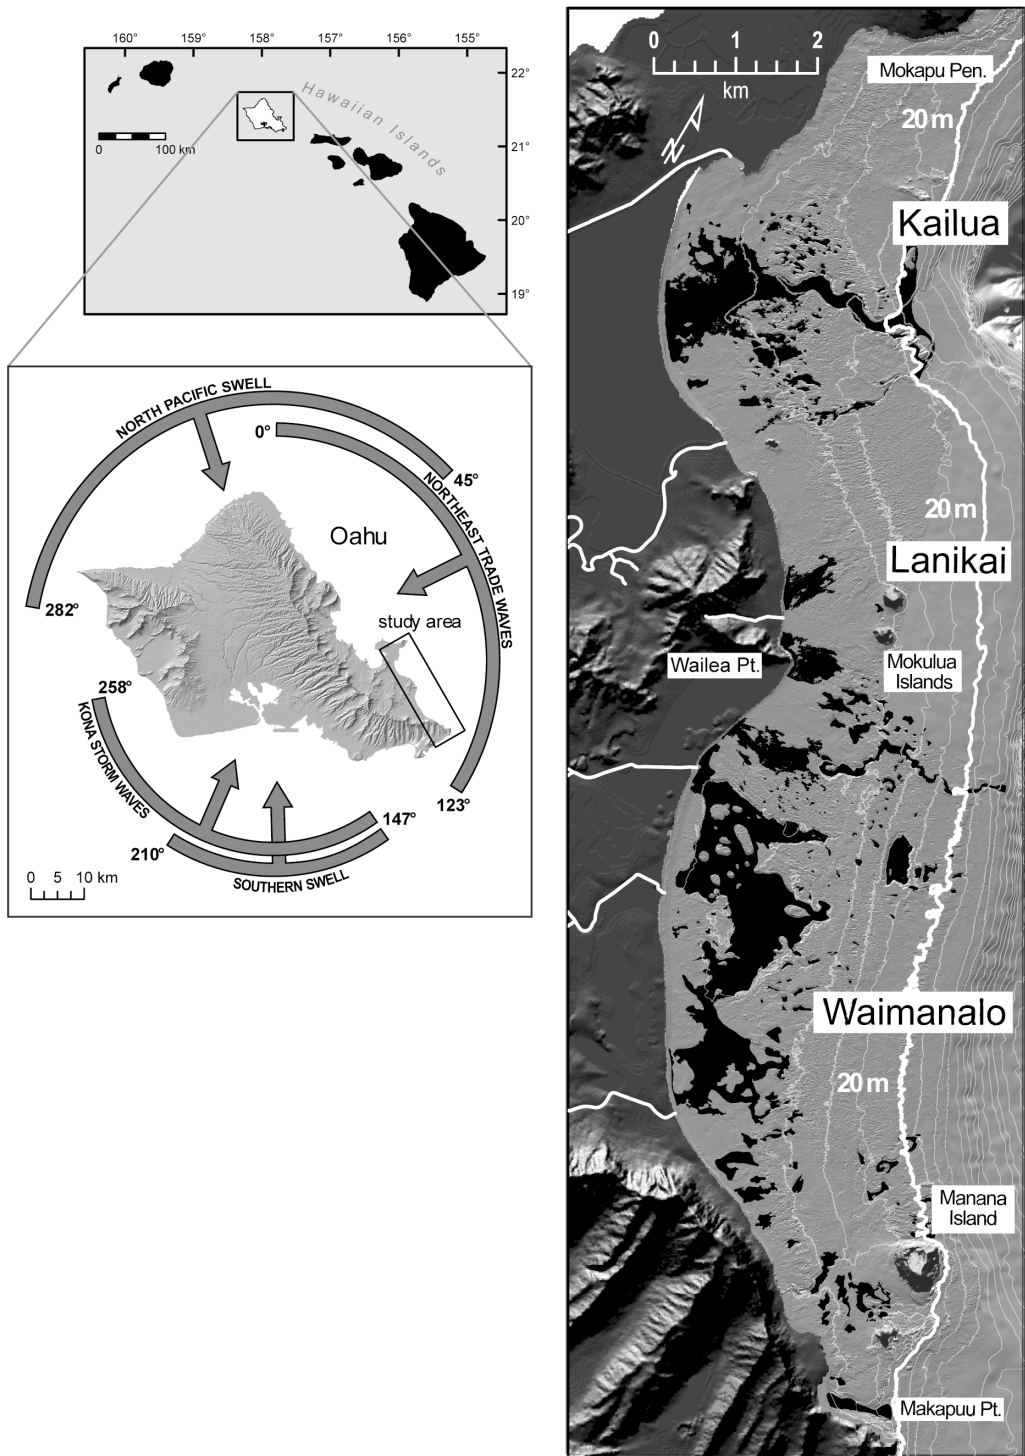 160° 159° 158° 157° 156° 155°
22°
21°
20°
19°
Hawaiian Islands
0 100 km
NORTH PACIFIC SWELL
0°
45°
NORTHEAST TRADE WAVES
Oahu
282°
study area
258°
KONA STORM WAVES
147°
123°
210°
SOUTHERN SWELL
0 5 10 km
0 1 2
km
N
Mokapu Pen.
20 m
Kailua
20 m
Lanikai
Wailea Pt.
Mokulua
Islands
Waimanalo
20 m
Manana
Island
Makapuu Pt.